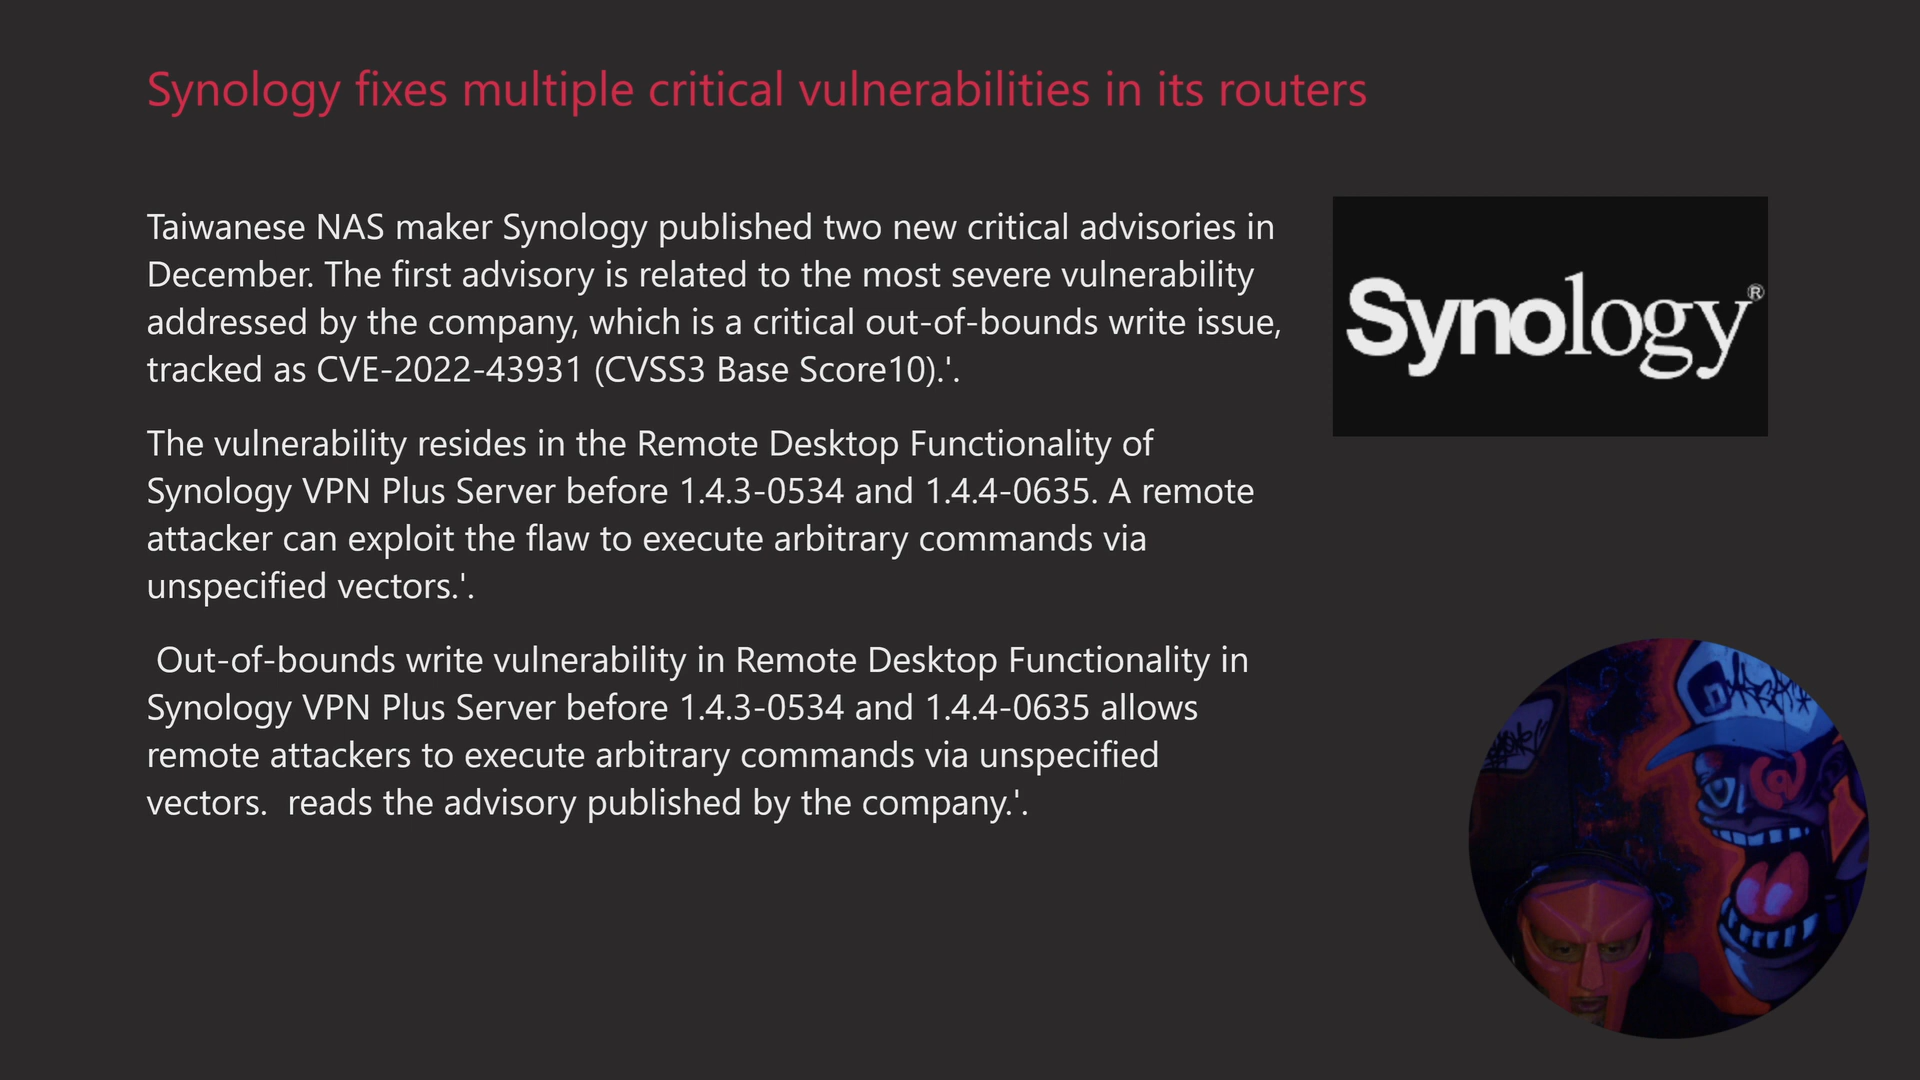 Synology fixes multiple critical vulnerabilities in its routers
Taiwanese NAS maker Synology published two new critical advisories in
December. The first advisory is related to the most severe vulnerability
addressed by the company, which is a critical out-of-bounds write issue,
tracked as CVE-2022-43931 (CVSS3 Base Score10).'.
Synology®
The vulnerability resides in the Remote Desktop Functionality of
Synology VPN Plus Server before 1.4.3-0534 and 1.4.4-0635. A remote
attacker can exploit the flaw to execute arbitrary commands via
unspecified vectors.'.
Out-of-bounds write vulnerability in Remote Desktop Functionality in
Synology VPN Plus Server before 1.4.3-0534 and 1.4.4-0635 allows
remote attackers to execute arbitrary commands via unspecified
vectors.  reads the advisory published by the company.'.